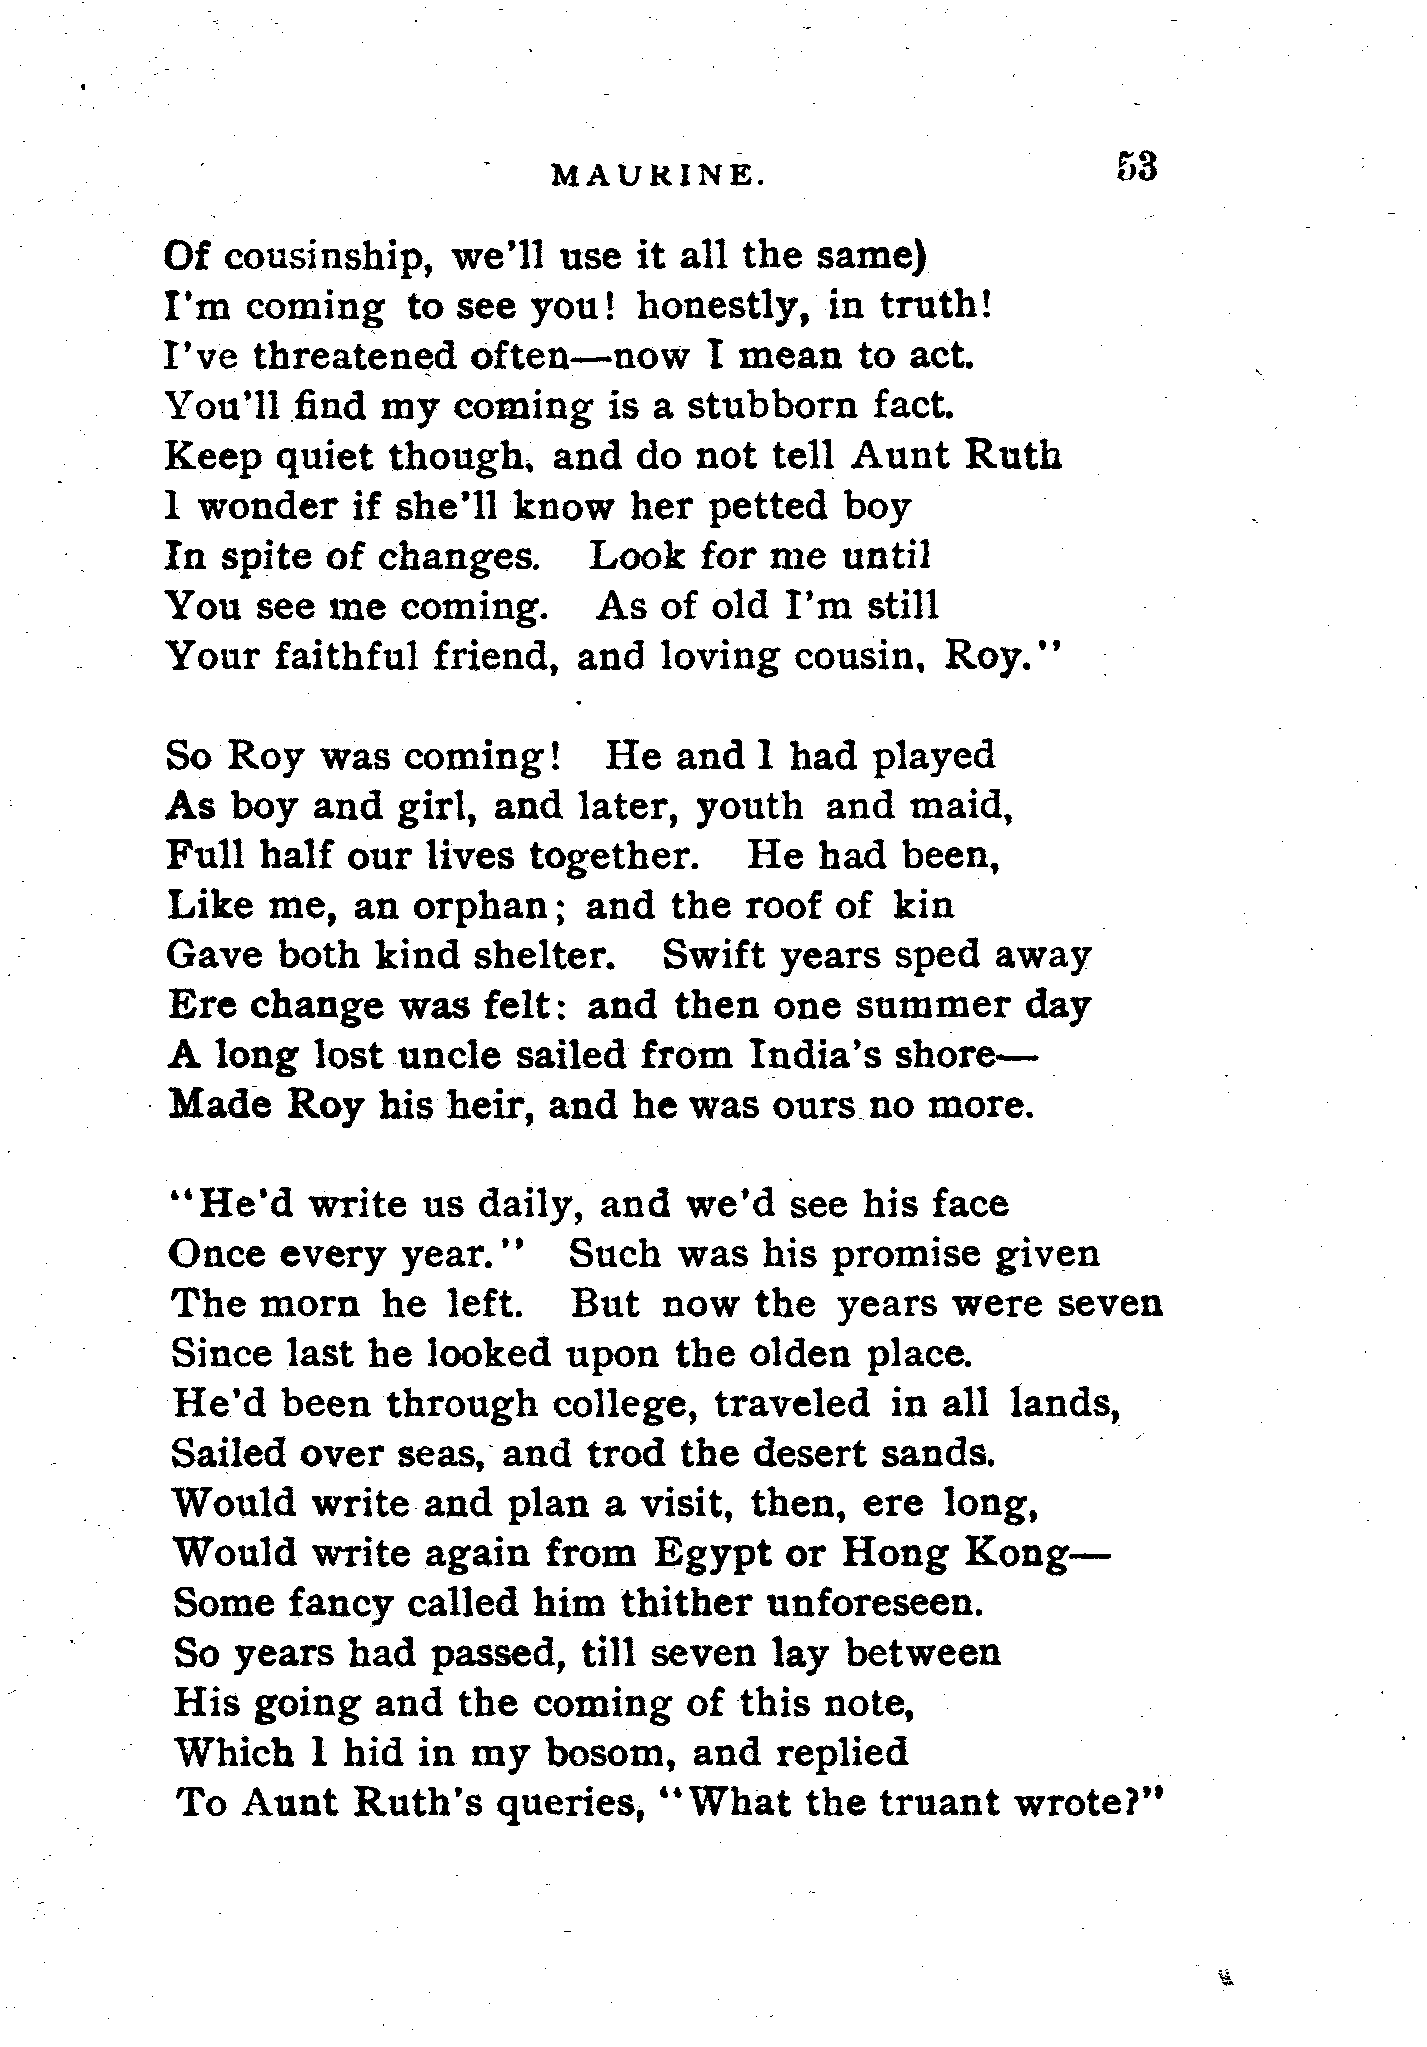 MAURINE. 53
Of cousinship, we'll use it all the same)
I'm coming to see you! honestly, in truth!
I've threatened often—now I mean to act.
You'll find my coming is a stubborn fact.
Keep quiet though, and do not tell Aunt Ruth
I wonder if she'll know her petted boy
In spite of changes. Look for me until
You see me coming. As of old I'm still
Your faithful friend, and loving cousin, Roy."
So Roy was coming! He and I had played
As boy and girl, and later, youth and maid,
Full half our lives together. He had been,
Like me, an orphan; and the roof of kin
Gave both kind shelter. Swift years sped away
Ere change was felt: and then one summer day
A long lost uncle sailed from India's shore—
Made Roy his heir, and he was ours no more.
"He'd write us daily, and we'd see his face
Once every year." Such was his promise given
The morn he left. But now the years were seven
Since last he looked upon the olden place.
He'd been through college, traveled in all lands,
Sailed over seas, and trod the desert sands.
Would write and plan a visit, then, ere long,
Would write again from Egypt or Hong Kong—
Some fancy called him thither unforeseen.
So years had passed, till seven lay between
His going and the coming of this note,
Which I hid in my bosom, and replied
To Aunt Ruth's queries, "What the truant wrote?"